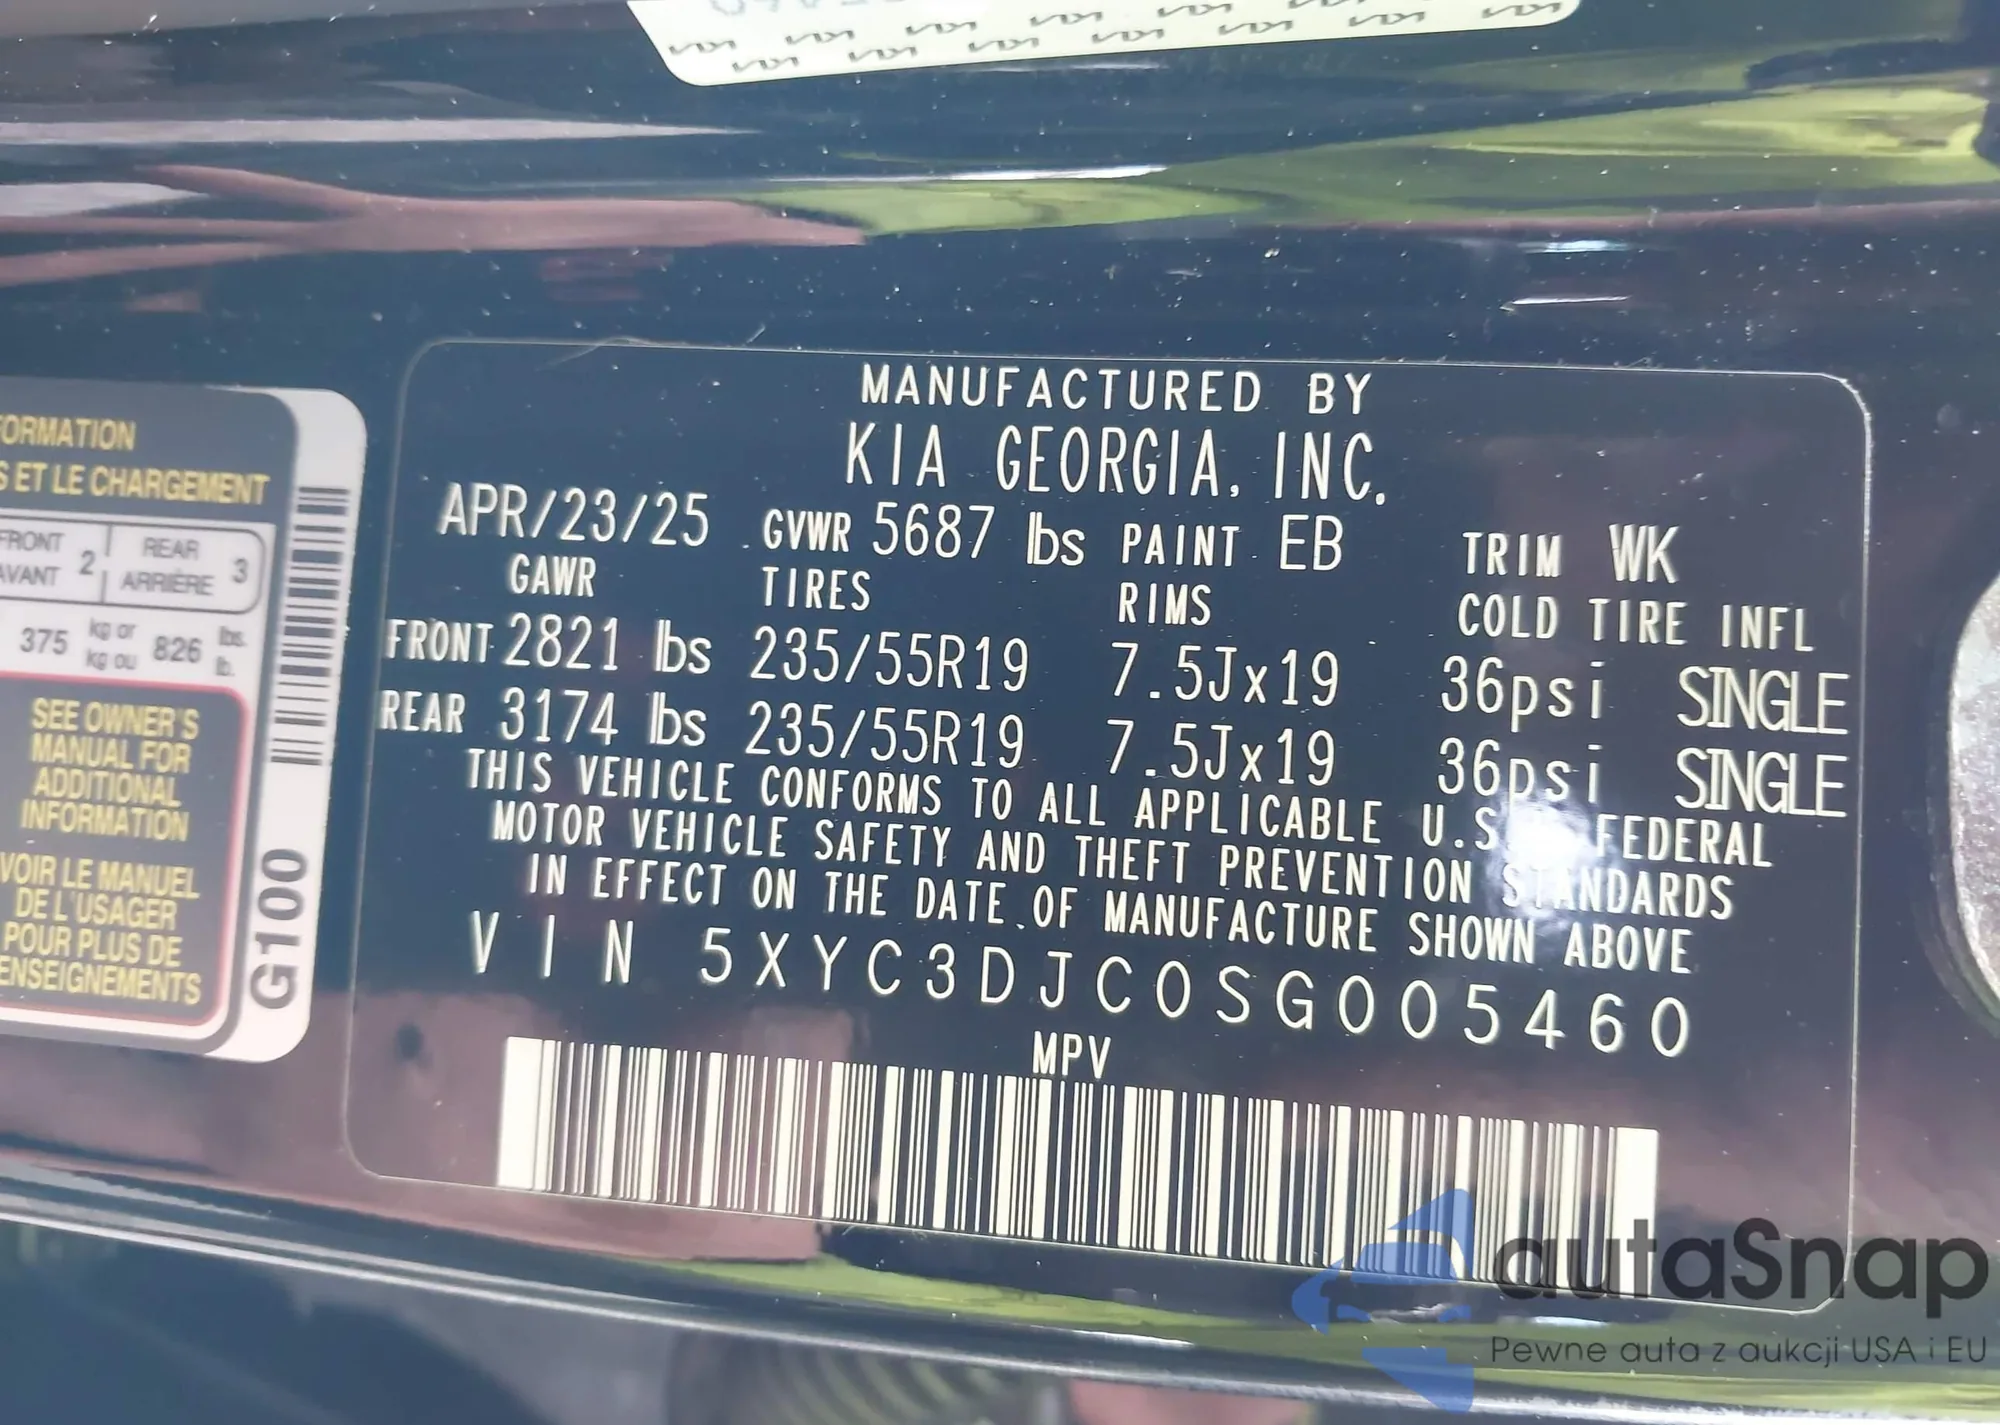 MANUFACTURED BY
KIA GEORGIA, INC.
APR/23/25 GVWR 5687 lbs PAINT EB TRIM WK
GAWR TIRES RIMS COLD TIRE INFL
FRONT 2821 lbs 235/55R19 7.5Jx19 36psi SINGLE
REAR 3174 lbs 235/55R19 7.5Jx19 36psi SINGLE
THIS VEHICLE CONFORMS TO ALL APPLICABLE U.S. FEDERAL
MOTOR VEHICLE SAFETY AND THEFT PREVENTION STANDARDS
IN EFFECT ON THE DATE OF MANUFACTURE SHOWN ABOVE
VIN 5XYC3DJC0SG005460
MPV
ORMATION
S ET LE CHARGEMENT
FRONT 2 REAR 3
AVANT ARRIÈRE
375 kg or 826 lbs.
kg ou lb.
SEE OWNER'S
MANUAL FOR
ADDITIONAL
INFORMATION
VOIR LE MANUEL
DE L'USAGER
POUR PLUS DE
ENSEIGNEMENTS
G100
autaSnap
Pewne auta z aukcji USA i EU